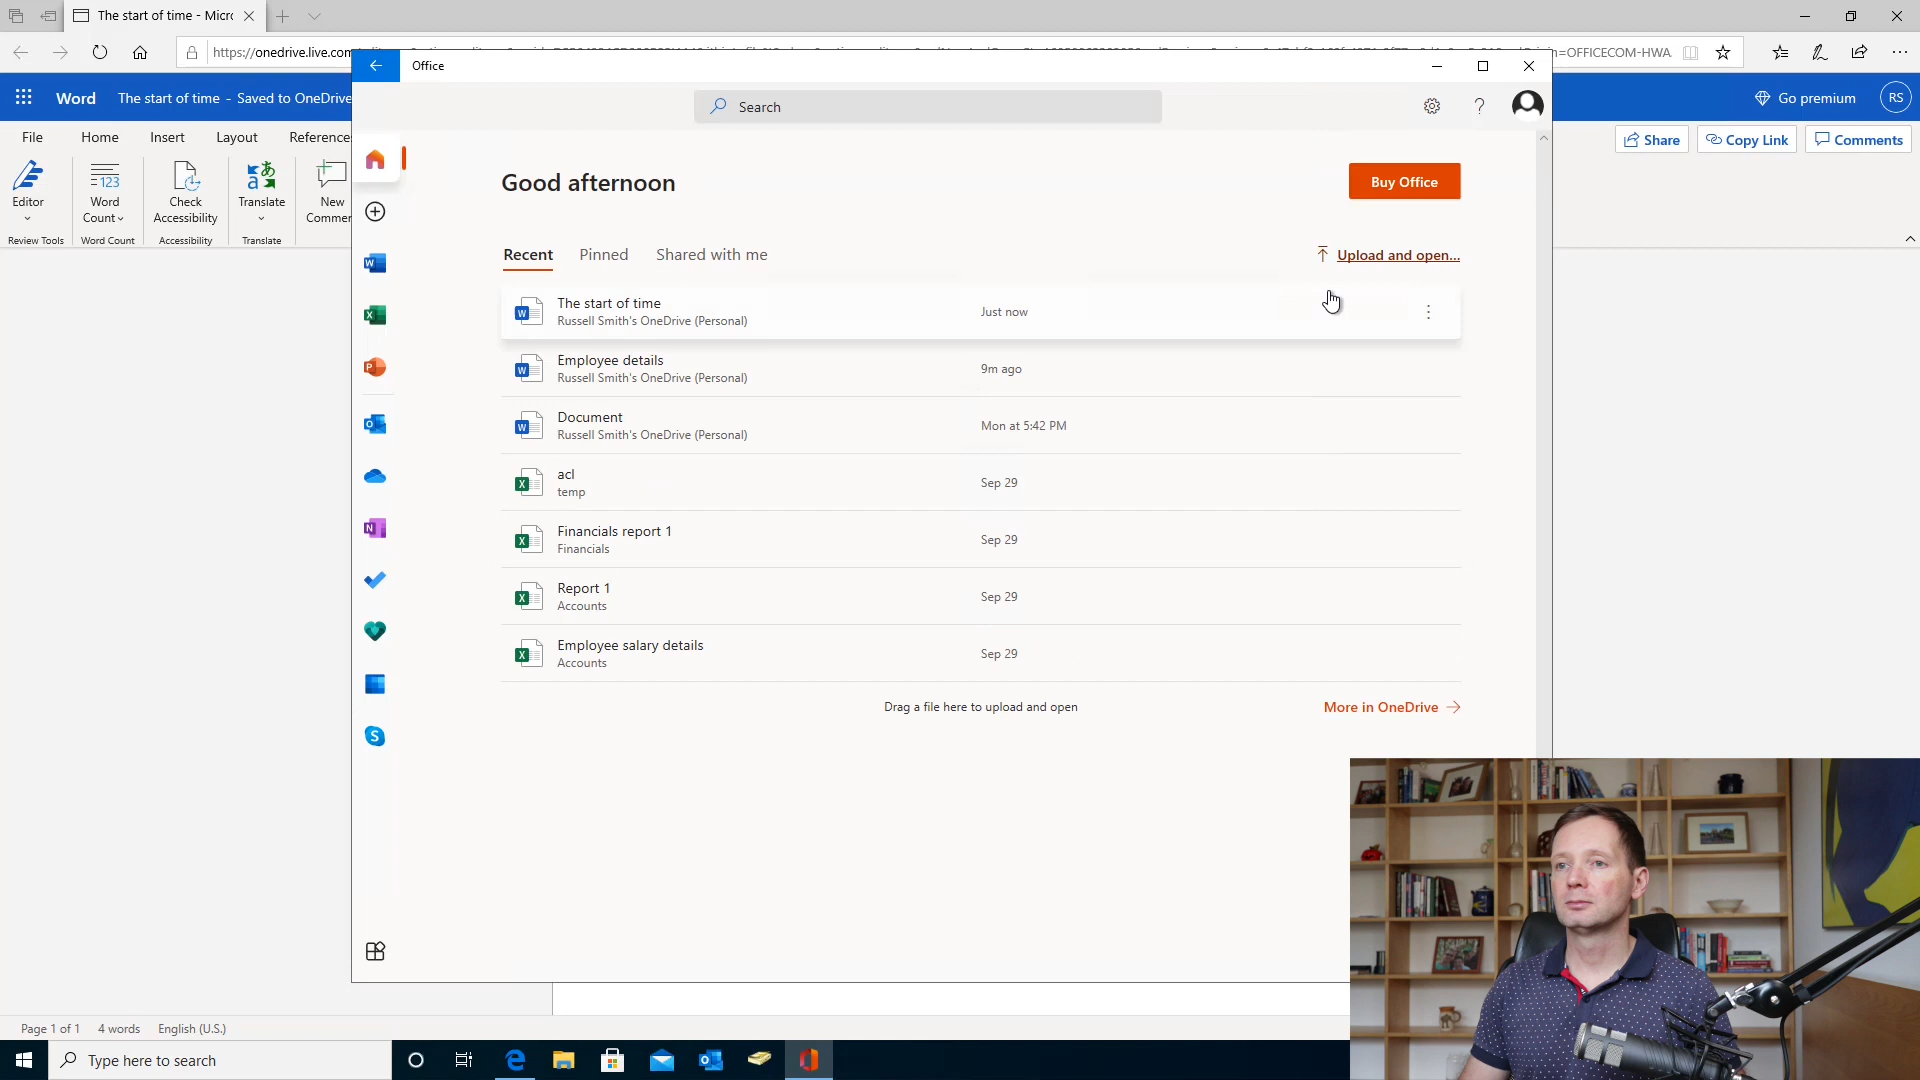 The start of time - Micr
https://onedrive.live.com
=OFFICECOM-HWA
Word
The start of time - Saved to OneDrive
Go premium
RS
File
Home
Insert
Layout
References
Share
Copy Link
Comments
Editor
123
Word
Count
Check
Accessibility
Translate
New
Commen
Review Tools
Word Count
Accessibility
Translate
Office
Search
Good afternoon
Buy Office
Recent
Pinned
Shared with me
Upload and open...
The start of time
Russell Smith's OneDrive (Personal)
Just now
Employee details
Russell Smith's OneDrive (Personal)
9m ago
Document
Russell Smith's OneDrive (Personal)
Mon at 5:42 PM
acl
temp
Sep 29
Financials report 1
Financials
Sep 29
Report 1
Accounts
Sep 29
Employee salary details
Accounts
Sep 29
Drag a file here to upload and open
More in OneDrive
Page 1 of 1
4 words
English (U.S.)
Type here to search